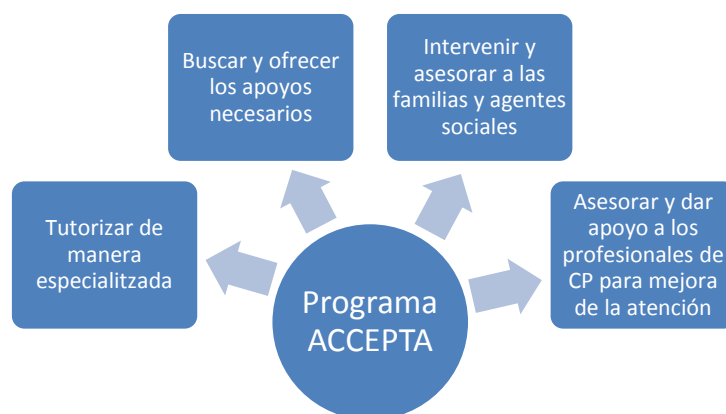 Buscar y ofrecer
los apoyos
necesarios
Intervenir y
asesorar a las
familias y agentes
sociales
Tutorizar de
manera
especialitzada
Asesorar y dar
apoyo a los
profesionales de
CP para mejora
de la atención
Programa
ACCEPTA